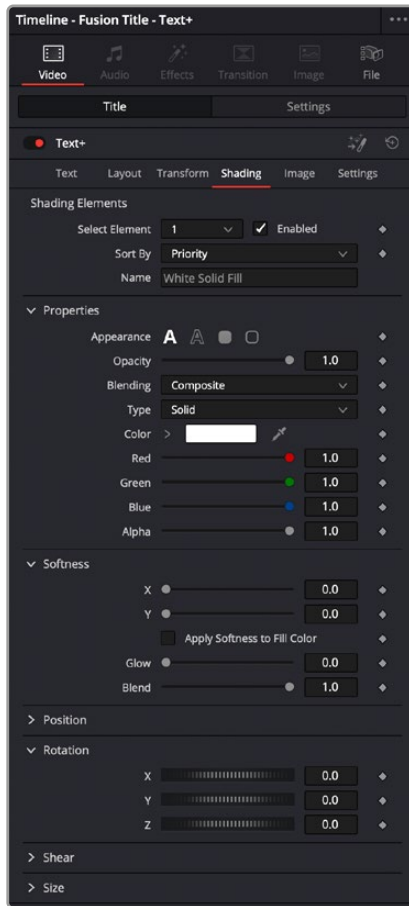 Timeline - Fusion Title - Text+
Video Audio Effects Transition Image File
Title Settings
Text+
Text Layout Transform Shading Image Settings
Shading Elements
Select Element 1 Enabled
Sort By Priority
Name White Solid Fill
Properties
Appearance A A
Opacity 1.0
Blending Composite
Type Solid
Color
Red 1.0
Green 1.0
Blue 1.0
Alpha 1.0
Softness
X 0.0
Y 0.0
Apply Softness to Fill Color
Glow 0.0
Blend 1.0
Position
Rotation
X 0.0
Y 0.0
Z 0.0
Shear
Size